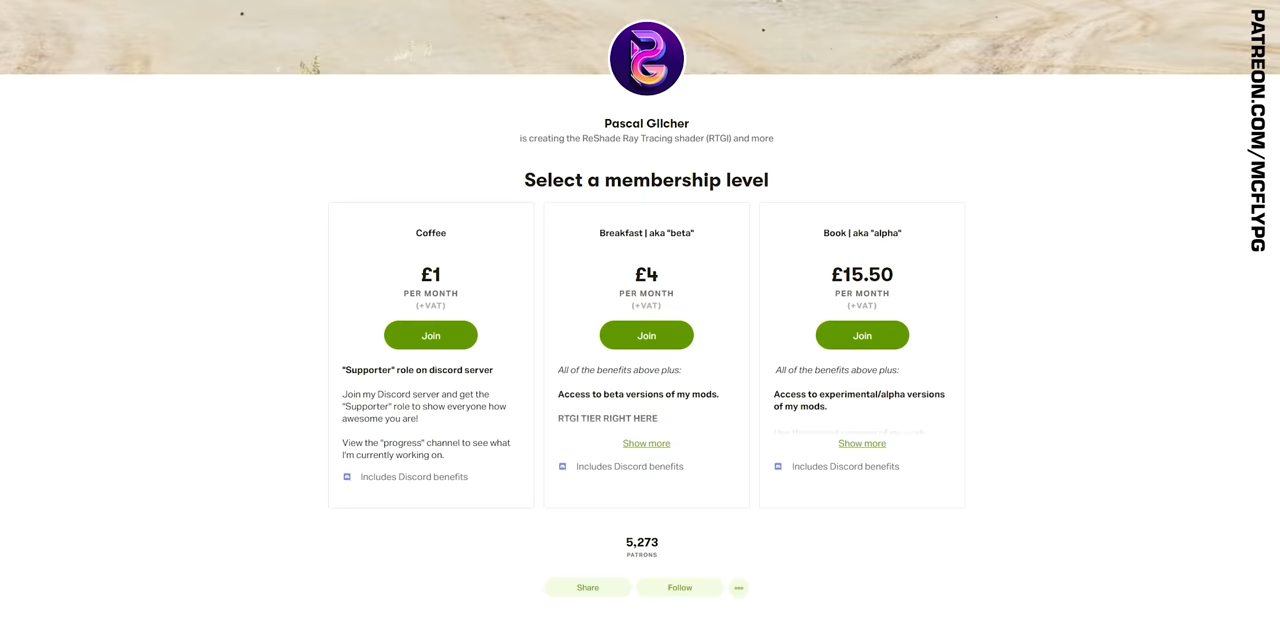 PATREON.COM/MCFLYPG
Pascal Gilcher
is creating the ReShade Ray Tracing shader (RTGI) and more
Select a membership level
Coffee
£1
PER MONTH
(+VAT)
Join
"Supporter" role on discord server
Join my Discord server and get the
"Supporter" role to show everyone how
awesome you are!
View the "progress" channel to see what
I'm currently working on.
Includes Discord benefits
Breakfast | aka "beta"
£4
PER MONTH
(+VAT)
Join
All of the benefits above plus:
Access to beta versions of my mods.
RTGI TIER RIGHT HERE
Show more
Includes Discord benefits
Book | aka "alpha"
£15.50
PER MONTH
(+VAT)
Join
All of the benefits above plus:
Access to experimental/alpha versions
of my mods.
Show more
Includes Discord benefits
5,273
PATRONS
Share
Follow